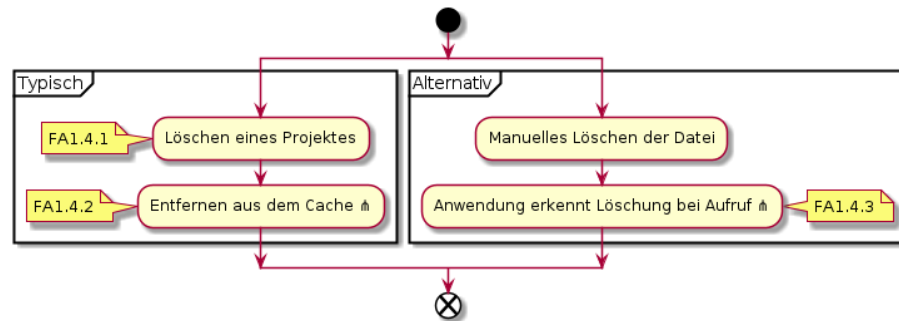 Typisch
Alternativ
FA1.4.1
Löschen eines Projektes
Manuelles Löschen der Datei
FA1.4.2
Entfernen aus dem Cache ⋔
Anwendung erkennt Löschung bei Aufruf ⋔
FA1.4.3